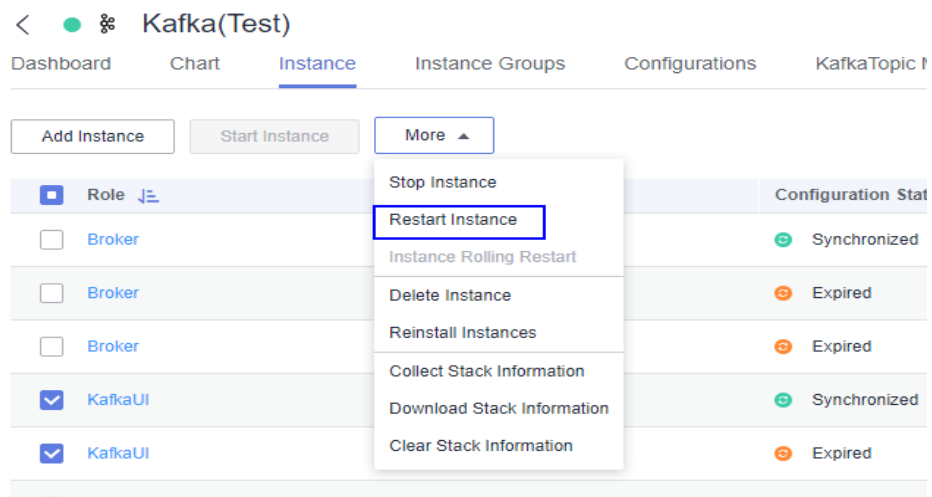 Kafka(Test)
Dashboard Chart Instance Instance Groups Configurations KafkaTopic M
Add Instance Start Instance More
Stop Instance
Role Configuration Stat
Restart Instance
Broker Synchronized
Instance Rolling Restart
Broker Delete Instance Expired
Reinstall Instances
Broker Expired
Collect Stack Information
KafkaUI Synchronized
Download Stack Information
Clear Stack Information
KafkaUI Expired